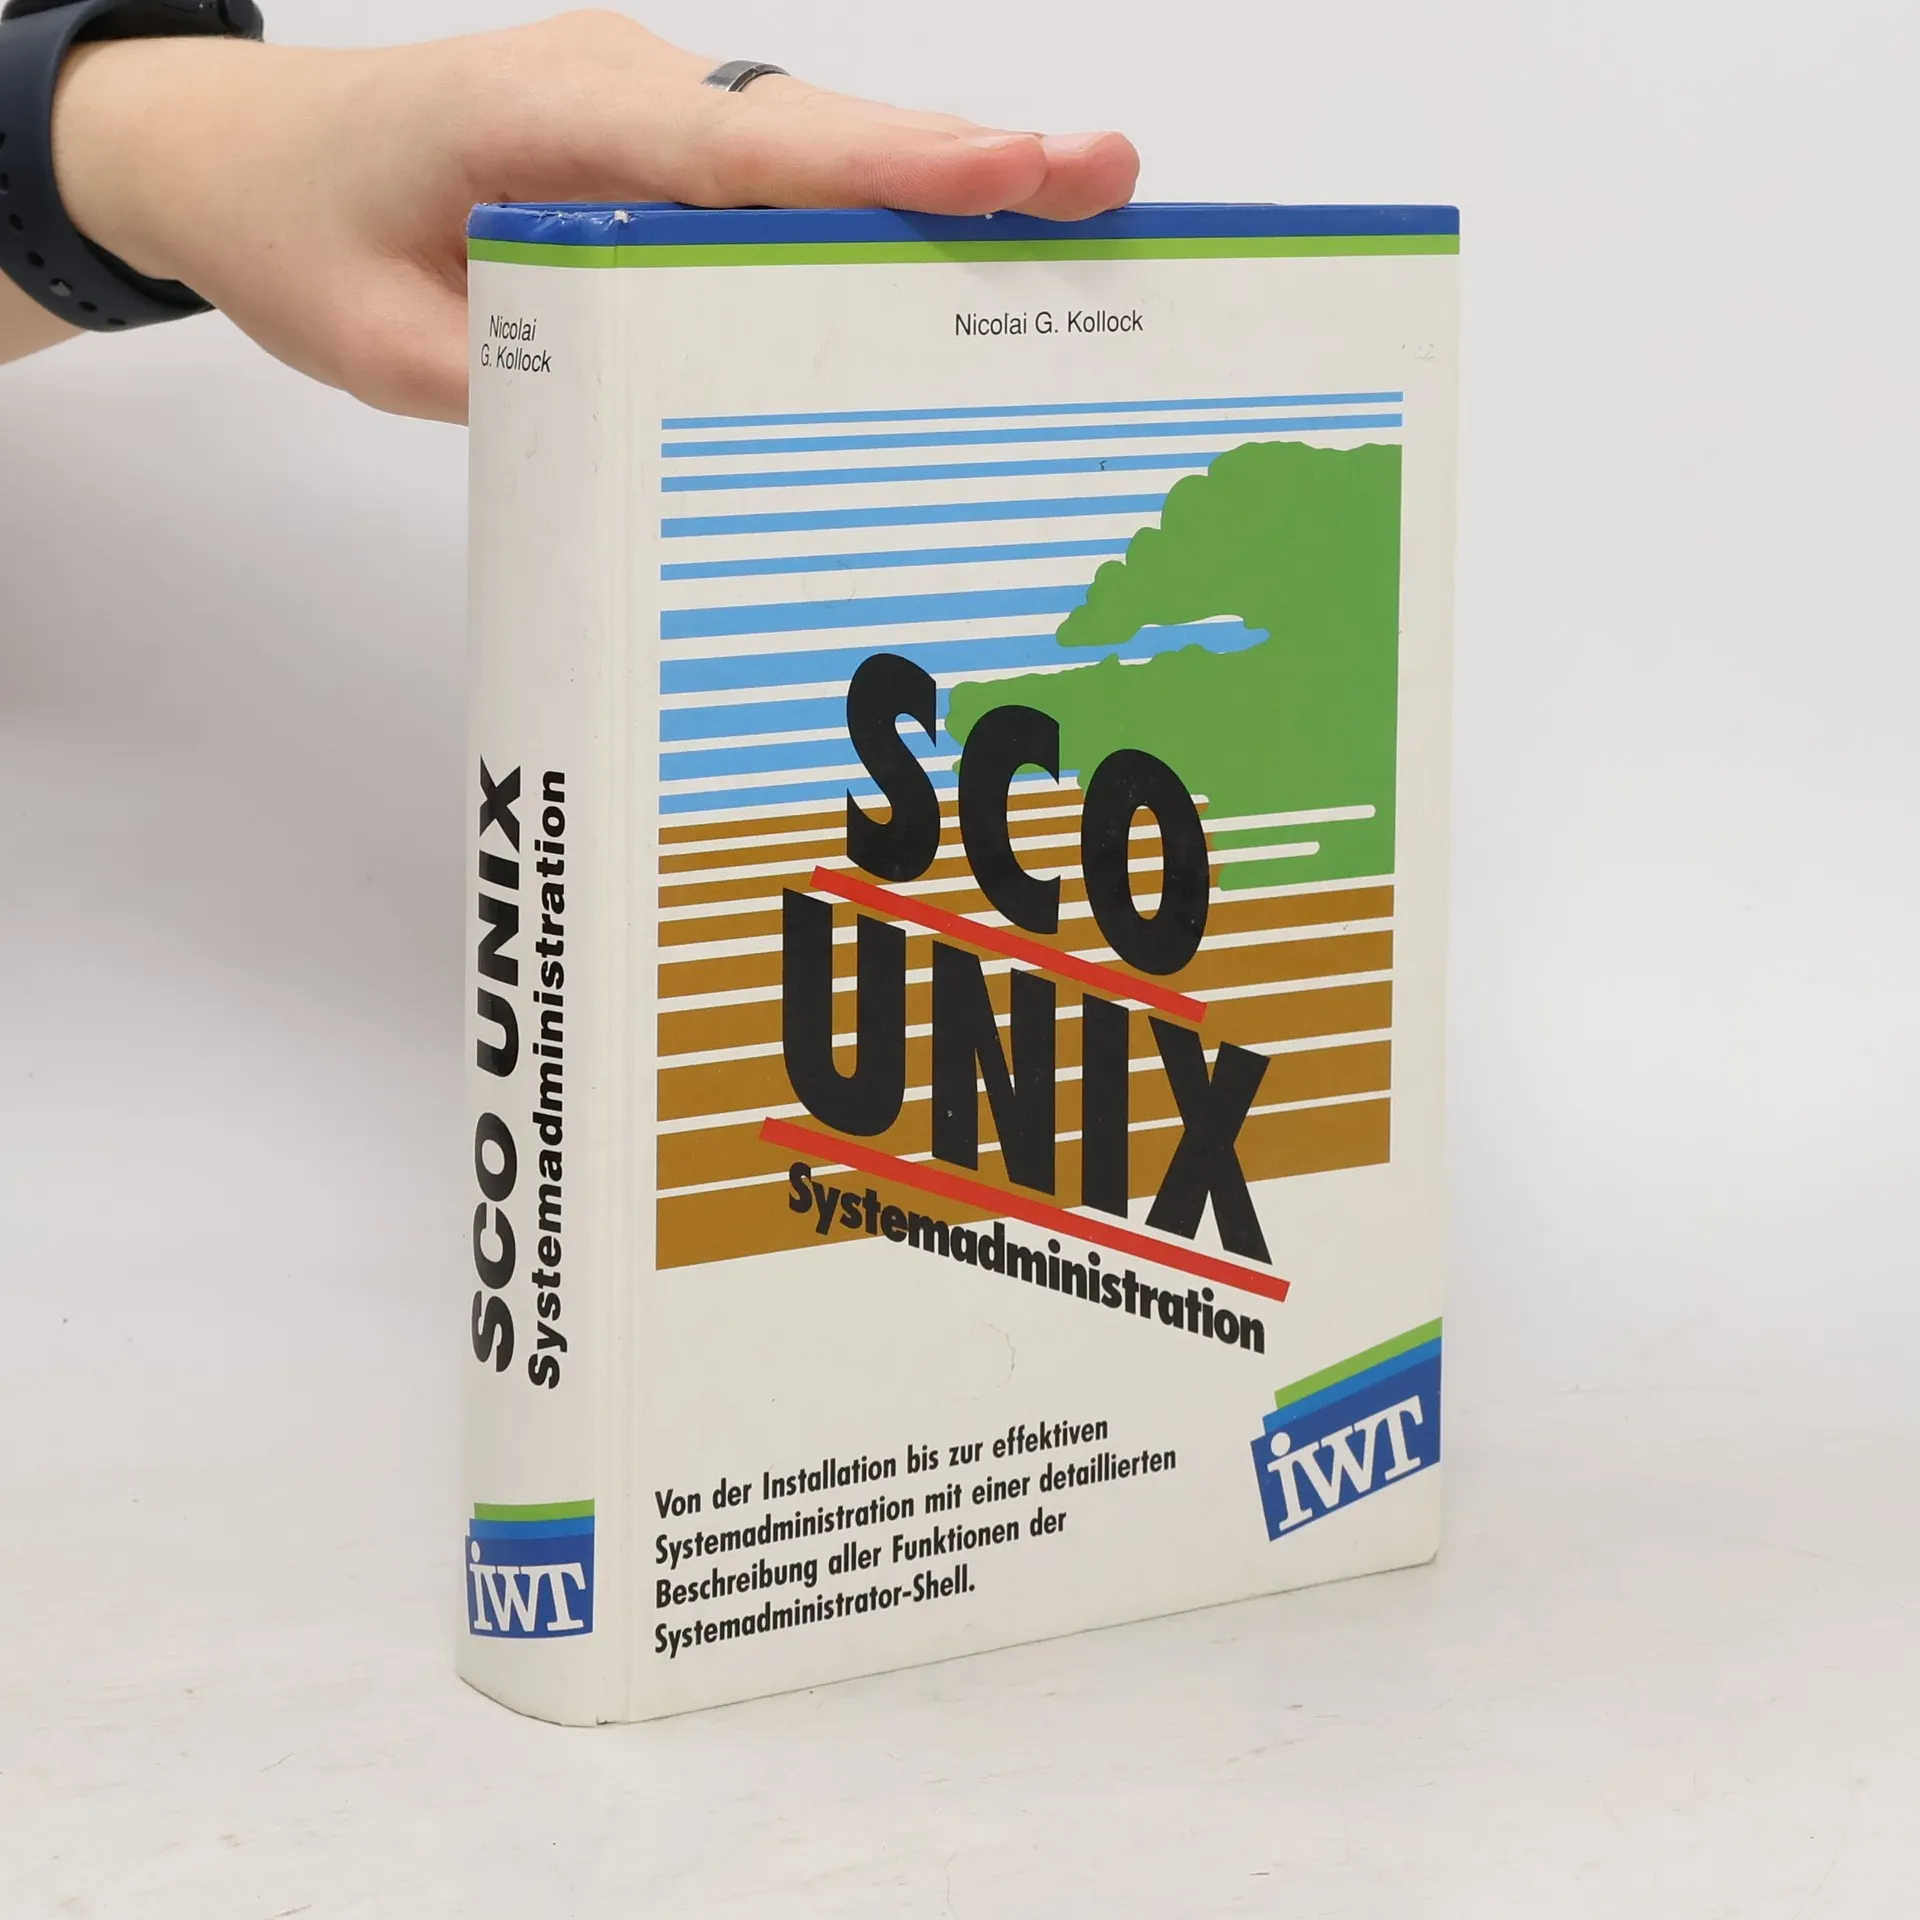 Nicolai
G. Kollock
SCO UNIX
Systemadministration
iWT
Nicolai G. Kollock
SCO
UNIX
Systemadministration
Von der Installation bis zur effektiven
Systemadministration mit einer detaillierten
Beschreibung aller Funktionen der
Systemadministrator-Shell.
iWT